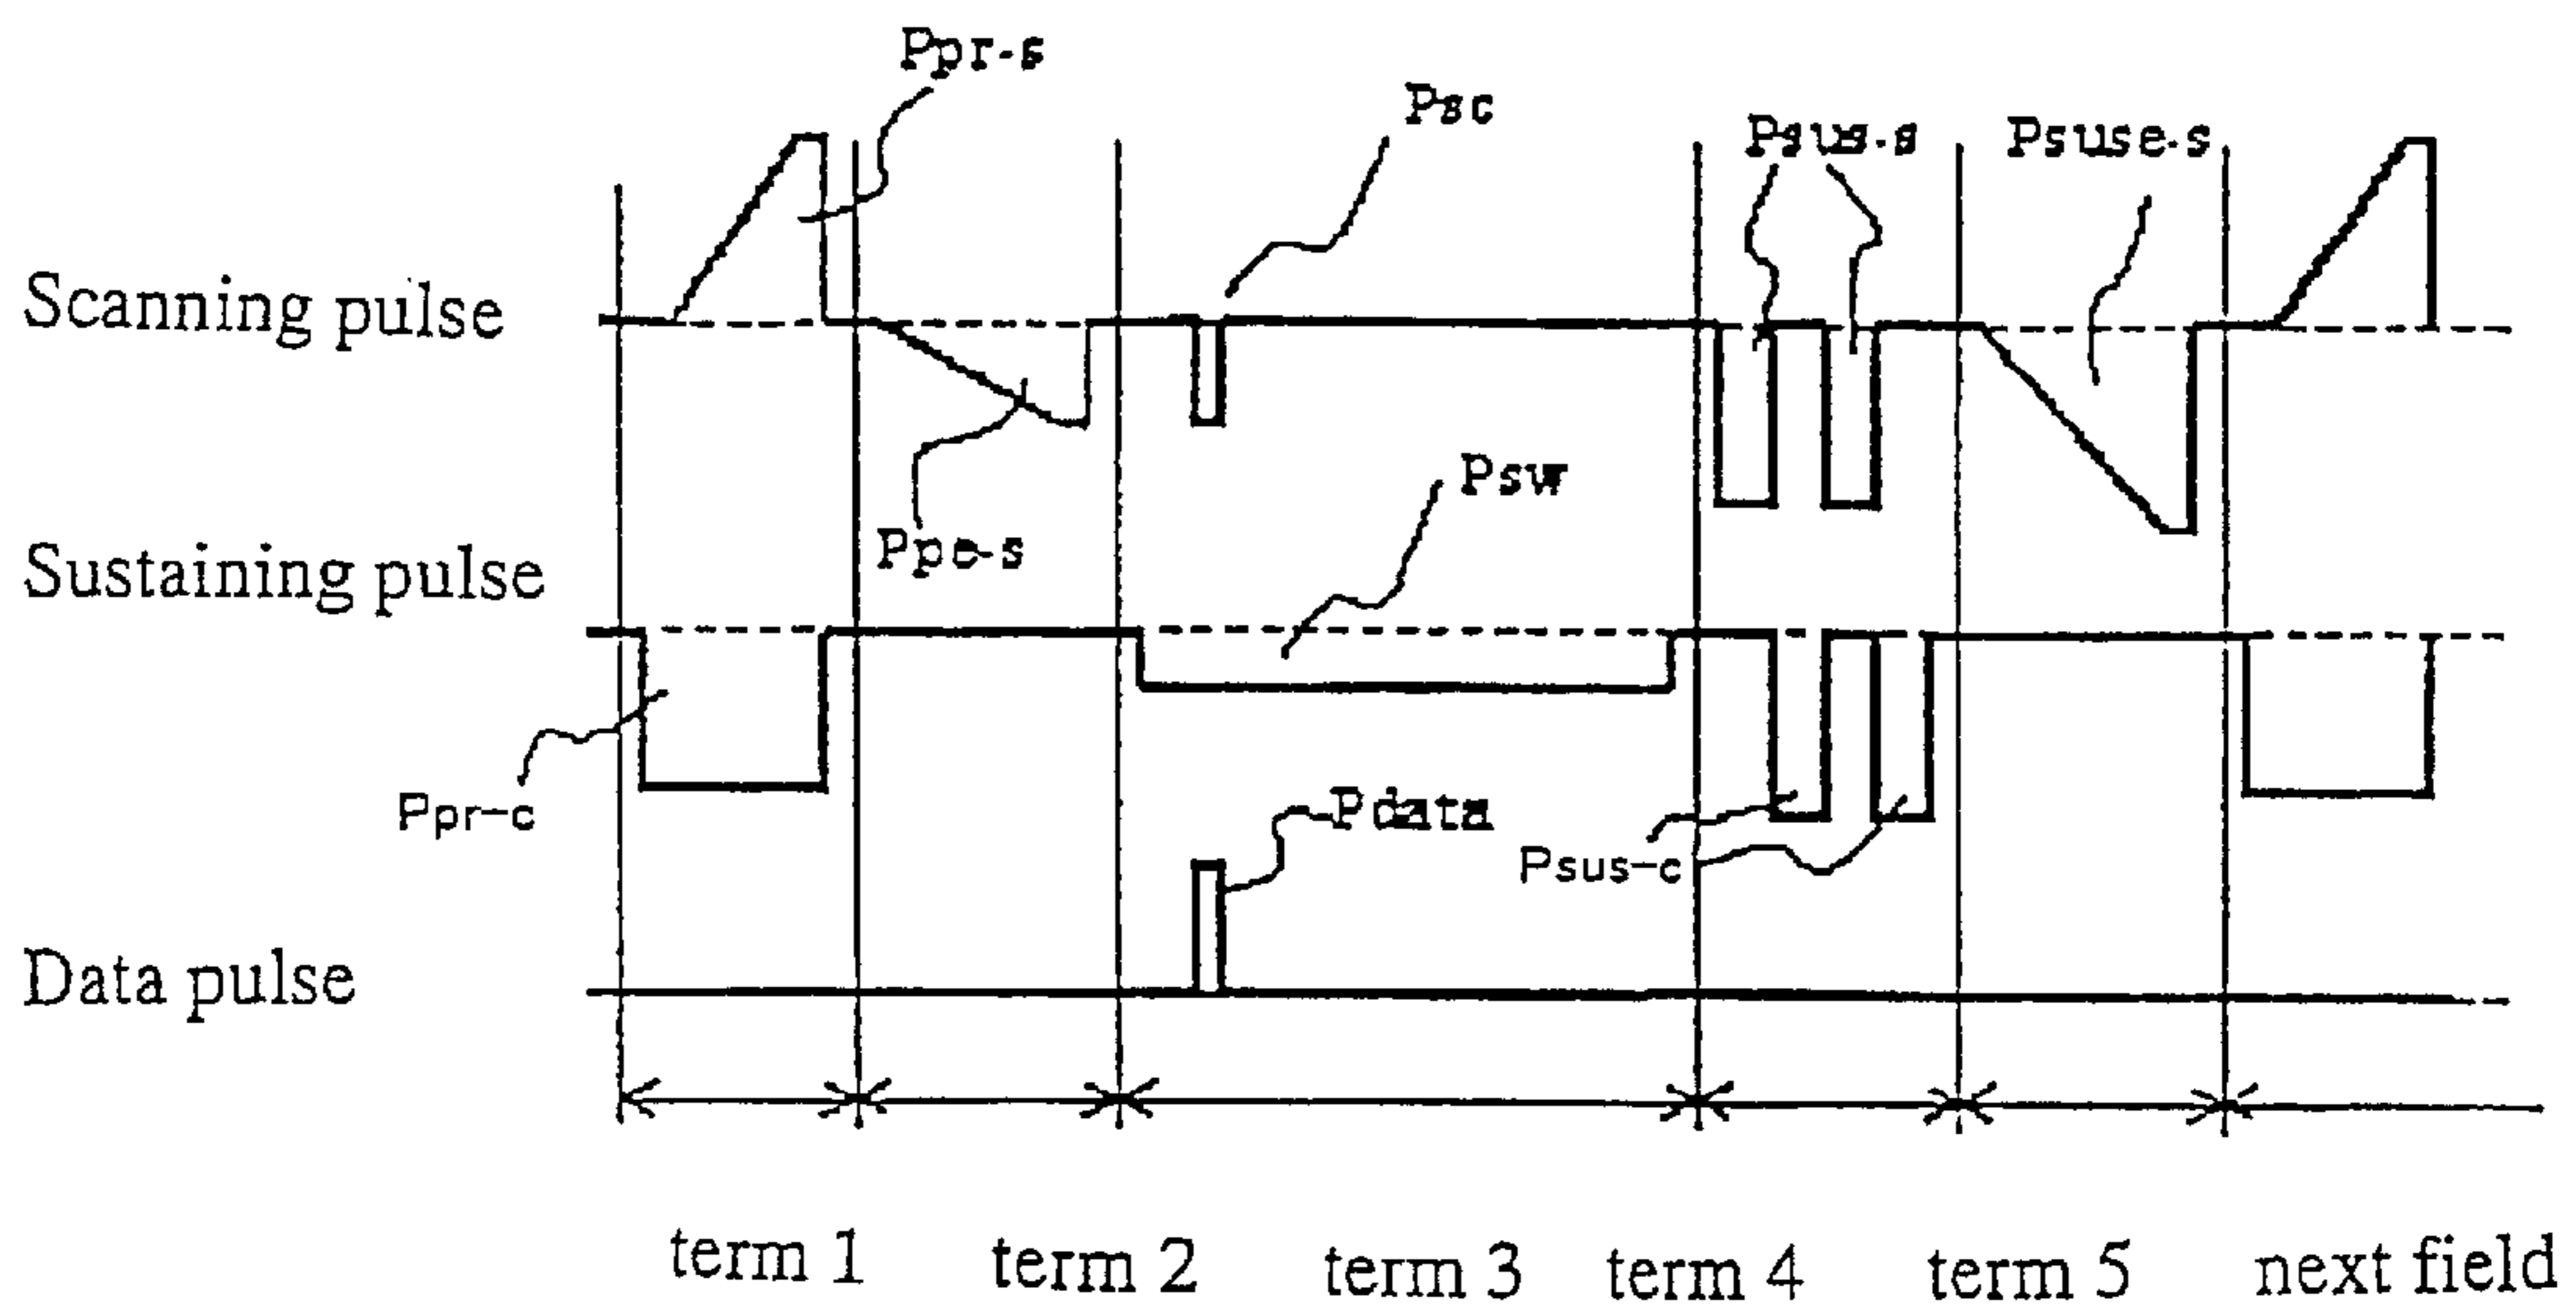 Ppr-s
Psc
Psus-s
Psuse-s
Scanning pulse
Psw
Ppe-s
Sustaining pulse
Ppr-c
Pdata
Psus-c
Data pulse
term 1 term 2 term 3 term 4 term 5 next field